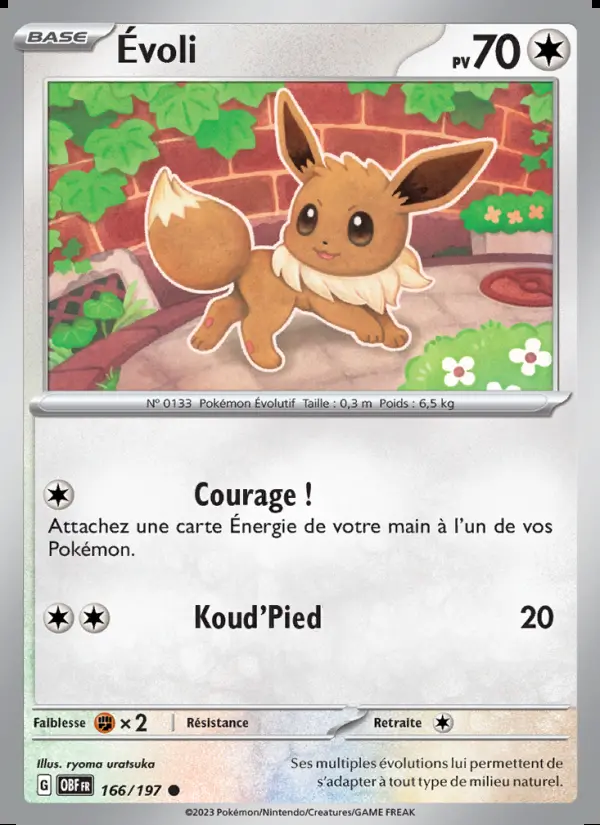 BASE Évoli PV 70
N° 0133 Pokémon Évolutif Taille : 0,3 m Poids : 6,5 kg
Courage !
Attachez une carte Énergie de votre main à l’un de vos
Pokémon.
Koud’Pied 20
Faiblesse ×2 Résistance Retraite
Illus. ryoma uratsuka
Ses multiples évolutions lui permettent de
s’adapter à tout type de milieu naturel.
G OBF FR 166/197
©2023 Pokémon/Nintendo/Creatures/GAME FREAK